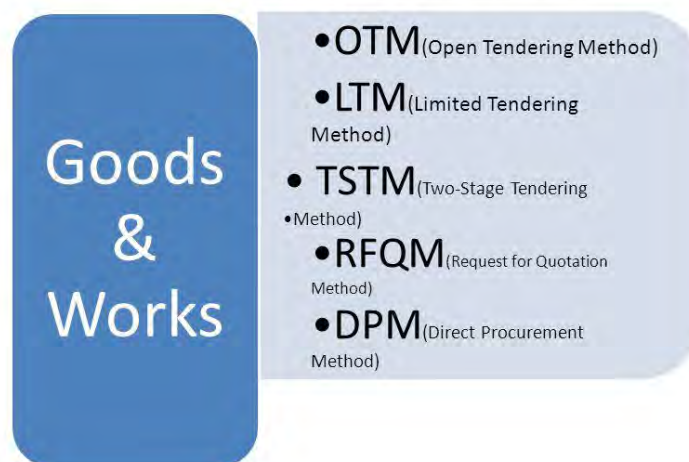 Goods
&
Works
•OTM(Open Tendering Method)
•LTM(Limited Tendering
Method)
• TSTM(Two-Stage Tendering
•Method)
•RFQM(Request for Quotation
Method)
•DPM(Direct Procurement
Method)